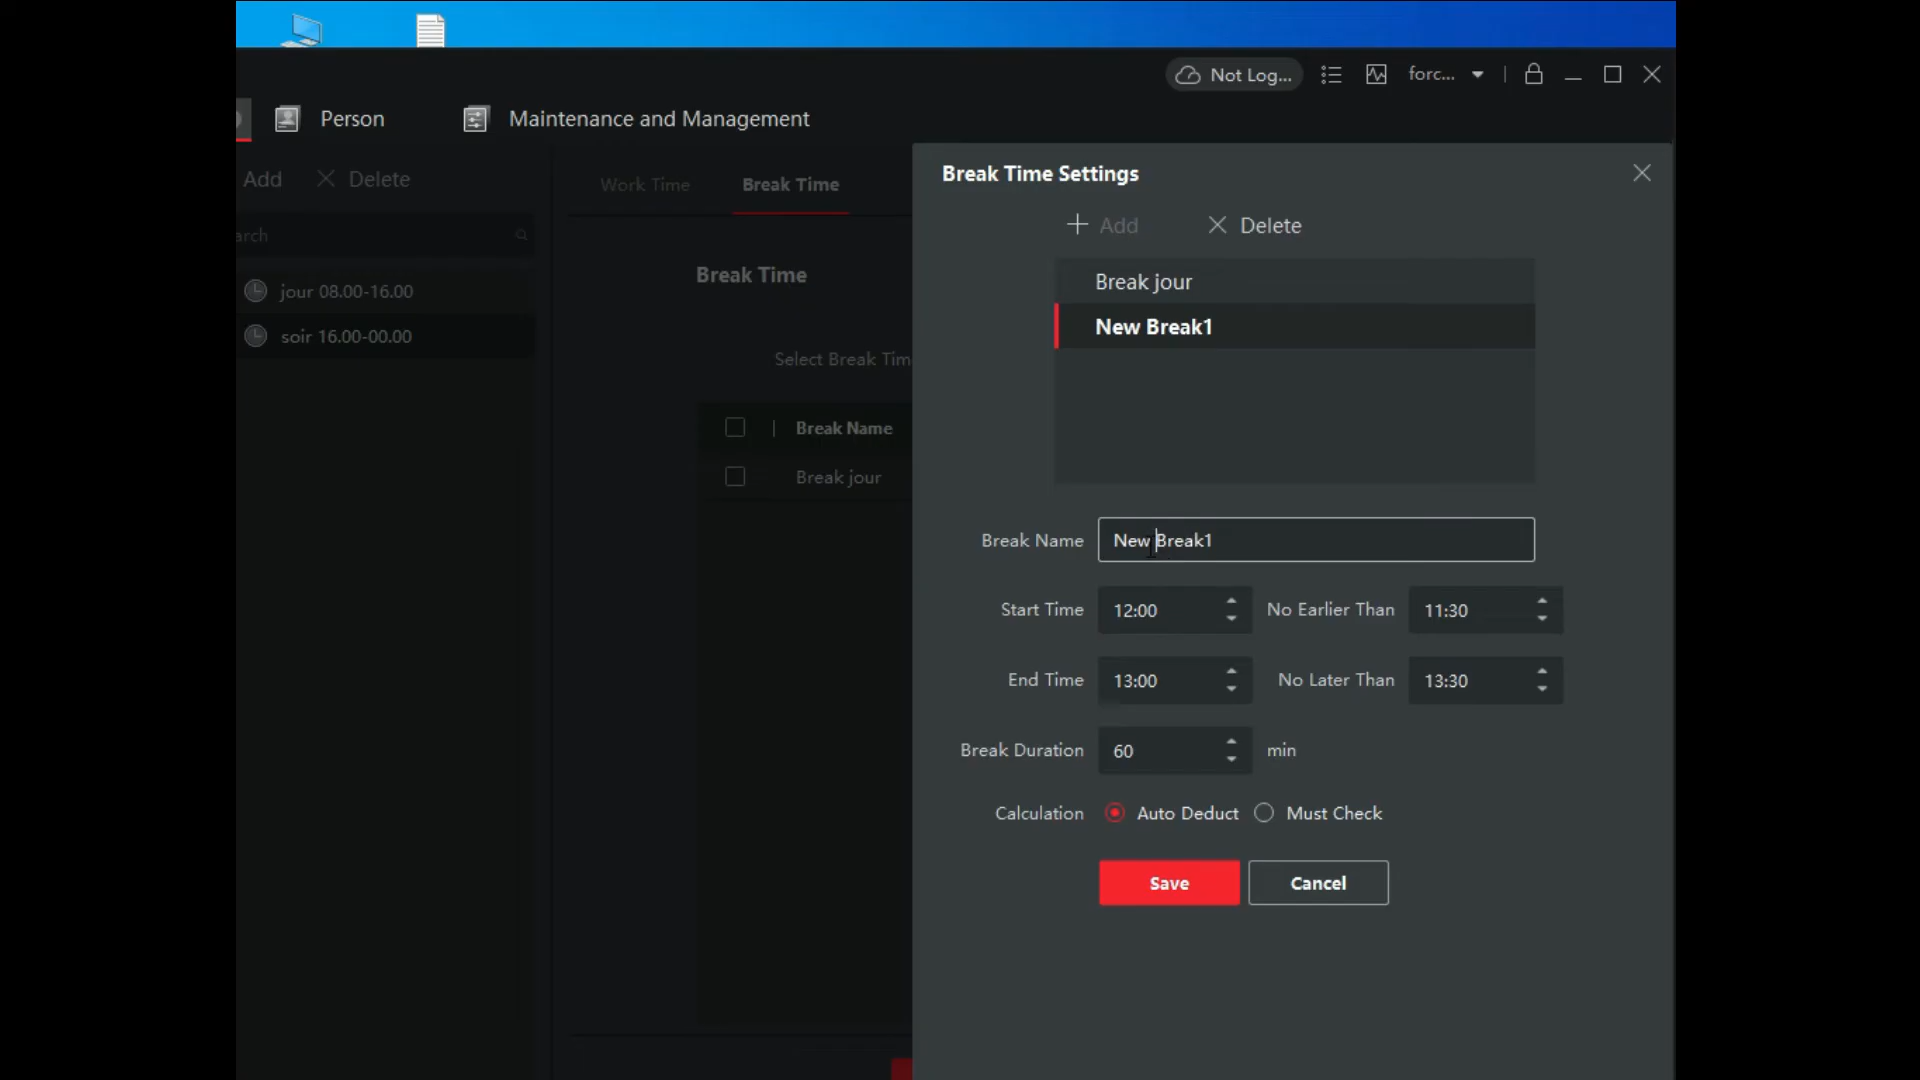 Not Log...
forc...
Person
Maintenance and Management
Add
Delete
arch
jour 08.00-16.00
soir 16.00-00.00
Work Time
Break Time
Break Time
Select Break Tim
Break Name
Break jour
Break Time Settings
Add
Delete
Break jour
New Break1
Break Name
New Break1
Start Time
12:00
No Earlier Than
11:30
End Time
13:00
No Later Than
13:30
Break Duration
60
min
Calculation
Auto Deduct
Must Check
Save
Cancel